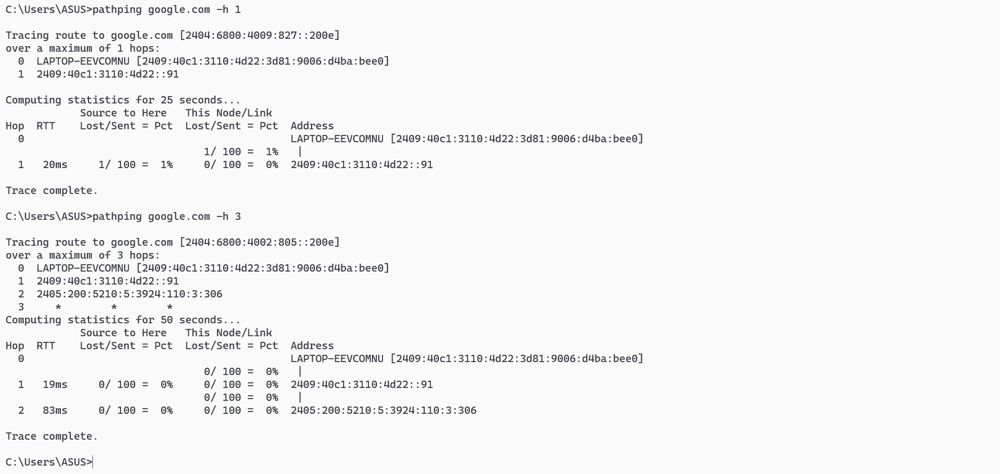 C:\Users\ASUS>pathping google.com -h 1
Tracing route to google.com [2404:6800:4009:827::200e]
over a maximum of 1 hops:
  0  LAPTOP-EEVCOMNU [2409:40c1:3110:4d22:3d81:9006:d4ba:bee0]
  1  2409:40c1:3110:4d22::91
Computing statistics for 25 seconds...
            Source to Here   This Node/Link
Hop  RTT    Lost/Sent = Pct  Lost/Sent = Pct  Address
  0                                           LAPTOP-EEVCOMNU [2409:40c1:3110:4d22:3d81:9006:d4ba:bee0]
                                1/ 100 =  1%   |
  1   20ms     1/ 100 =  1%     0/ 100 =  0%  2409:40c1:3110:4d22::91
Trace complete.
C:\Users\ASUS>pathping google.com -h 3
Tracing route to google.com [2404:6800:4002:805::200e]
over a maximum of 3 hops:
  0  LAPTOP-EEVCOMNU [2409:40c1:3110:4d22:3d81:9006:d4ba:bee0]
  1  2409:40c1:3110:4d22::91
  2  2405:200:5210:5:3924:110:3:306
  3     *        *        *
Computing statistics for 50 seconds...
            Source to Here   This Node/Link
Hop  RTT    Lost/Sent = Pct  Lost/Sent = Pct  Address
  0                                           LAPTOP-EEVCOMNU [2409:40c1:3110:4d22:3d81:9006:d4ba:bee0]
                                0/ 100 =  0%   |
  1   19ms     0/ 100 =  0%     0/ 100 =  0%  2409:40c1:3110:4d22::91
                                0/ 100 =  0%   |
  2   83ms     0/ 100 =  0%     0/ 100 =  0%  2405:200:5210:5:3924:110:3:306
Trace complete.
C:\Users\ASUS>